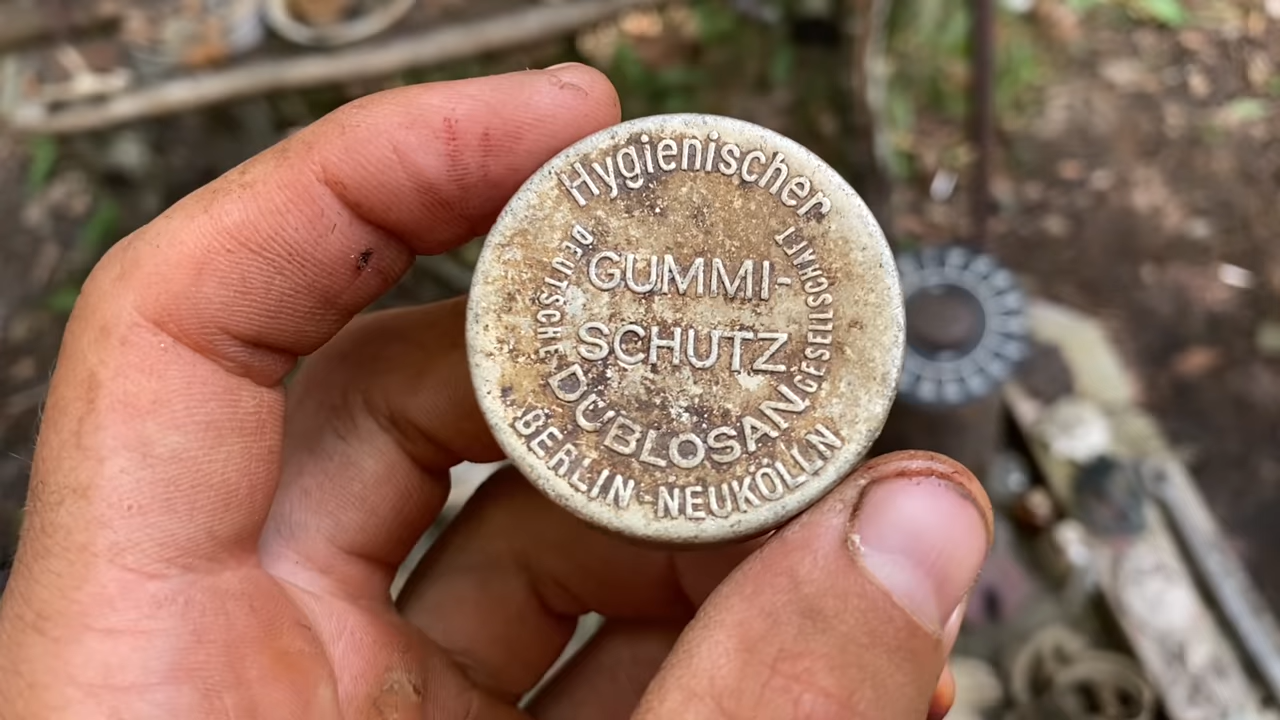 Hygienischer
GUMMI-
SCHUTZ
DUBLOSAN
DEUTSCHE
GESELLSCHAFT
BERLIN-NEUKÖLLN